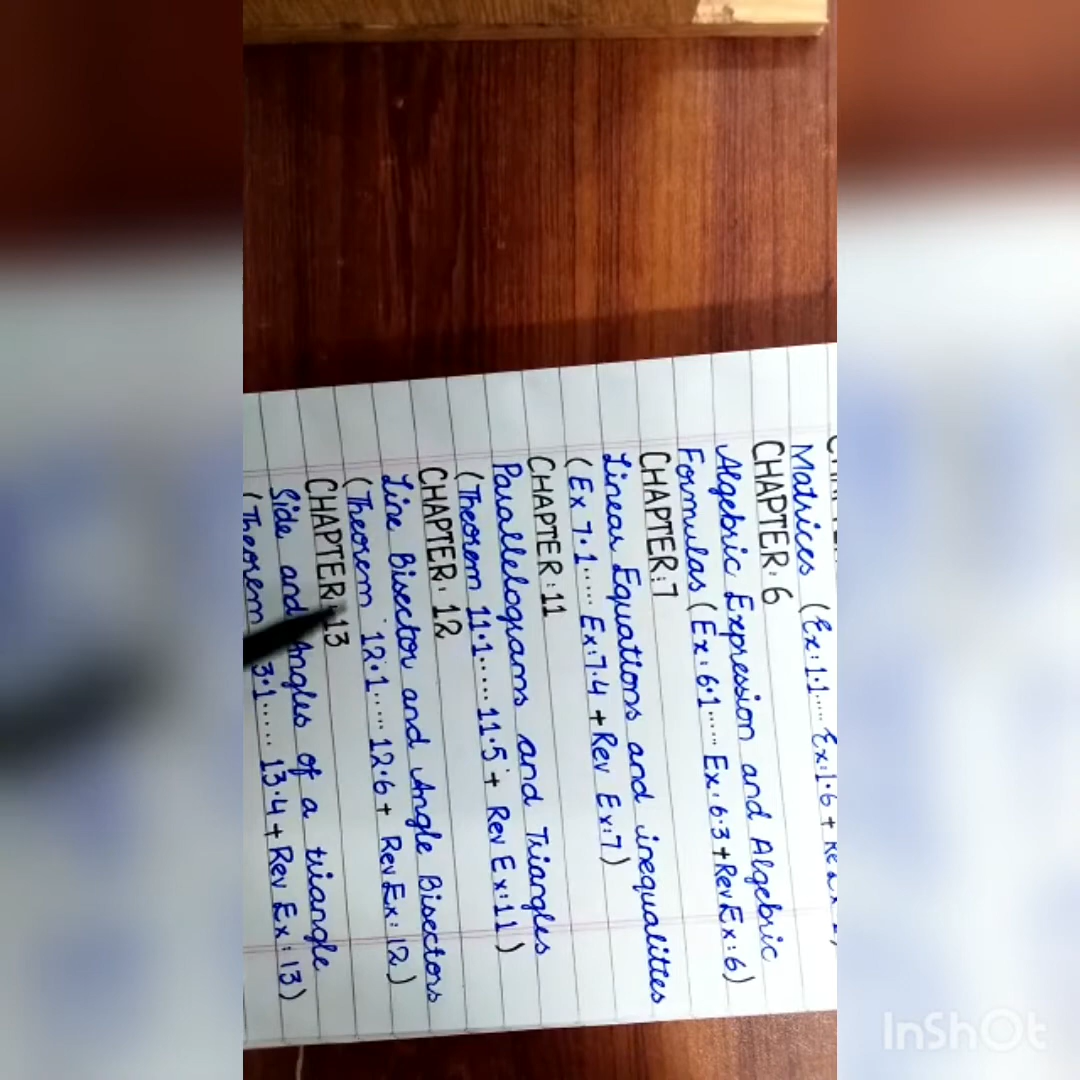 Matrices (Ex:1.1..... Ex:1.6 +
CHAPTER: 6
Algebric Expression and Algebric
Formulas (Ex:6.1...... Ex:6.3+Rev Ex:6)
CHAPTER:7
Linear Equations and inequalities
(Ex 7.1..... Ex:7.4 + Rev Ex:7)
CHAPTER:11
Parallelograms and Triangles
(Theorem 11.1..... 11.5 + Rev Ex:11)
CHAPTER: 12
Line Bisector and Angle Bisectors
(Theorem 12.1..... 12.6 + Rev Ex:12)
CHAPTER:13
Side and Angles of a triangle
(Theorem 3.1..... 13.4 + Rev Ex:13)
InShOt